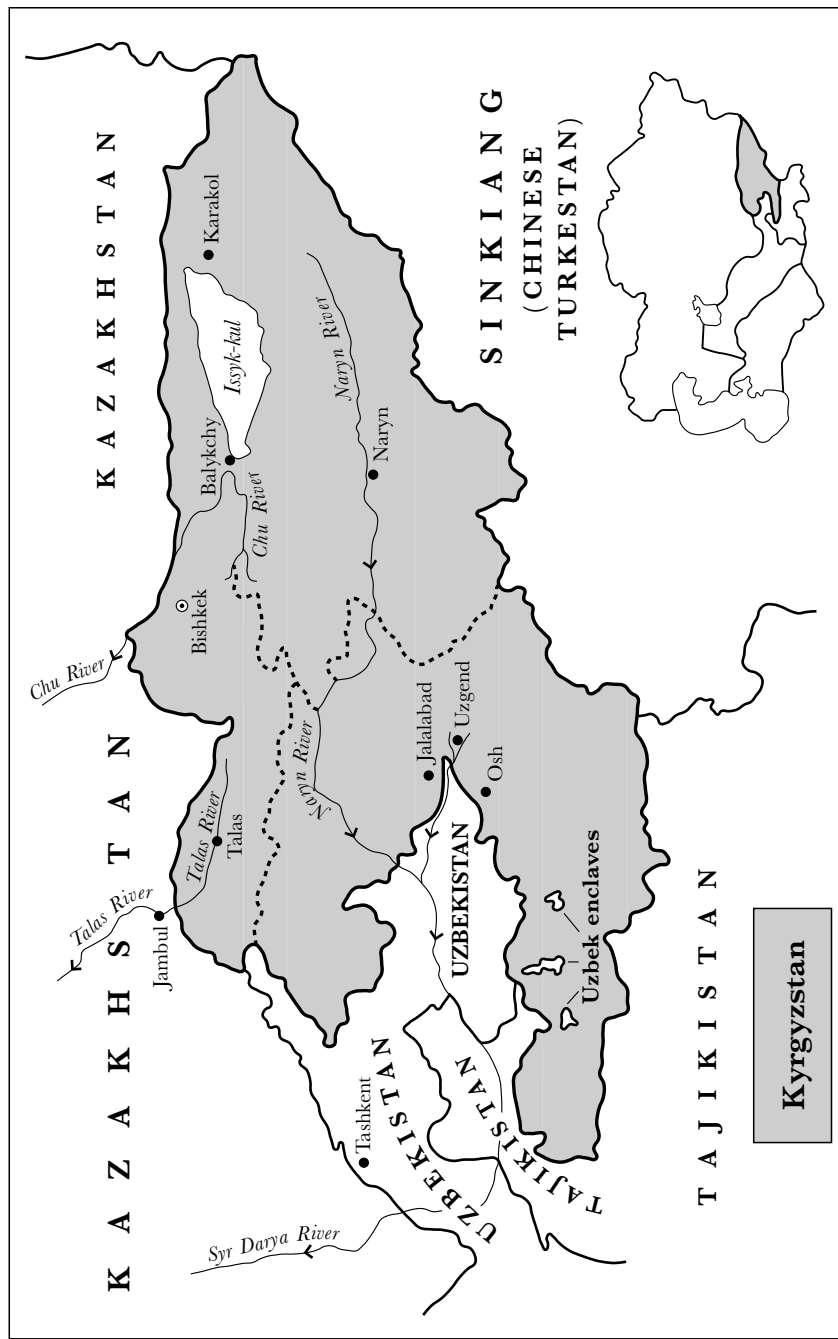 KAZAKHSTAN
KAZAKHSTAN
Chu River
Talas River
Jambul
Talas River
Talas
Bishkek
Chu River
Balykchy
Issyk-kul
Karakol
Naryn River
Naryn
Naryn River
Jalalabad
Uzgend
Osh
Tashkent
Syr Darya River
UZBEKISTAN
UZBEKISTAN
TAJIKISTAN
Uzbek enclaves
TAJIKISTAN
SINKIANG
(CHINESE
TURKESTAN)
Kyrgyzstan